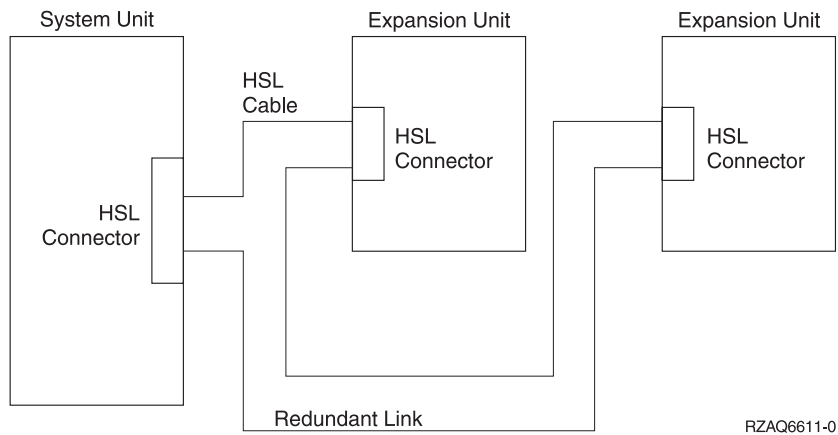 System Unit
Expansion Unit
Expansion Unit
HSL
Cable
HSL
Connector
HSL
Connector
HSL
Connector
Redundant Link
RZAQ6611-0